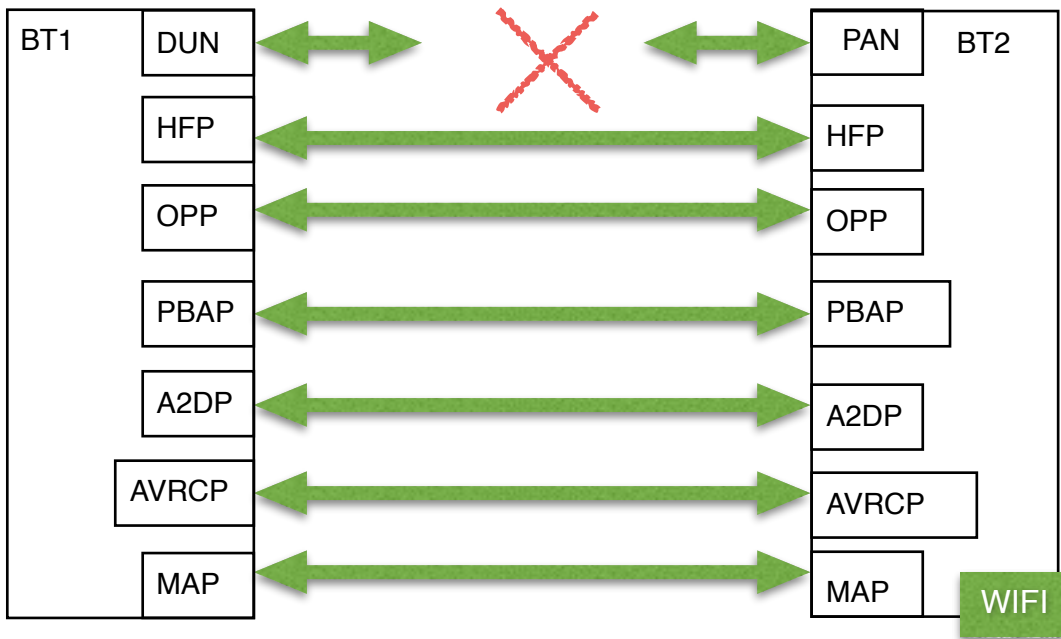 BT1
DUN
PAN
BT2
HFP
HFP
OPP
OPP
PBAP
PBAP
A2DP
A2DP
AVRCP
AVRCP
MAP
MAP
WIFI